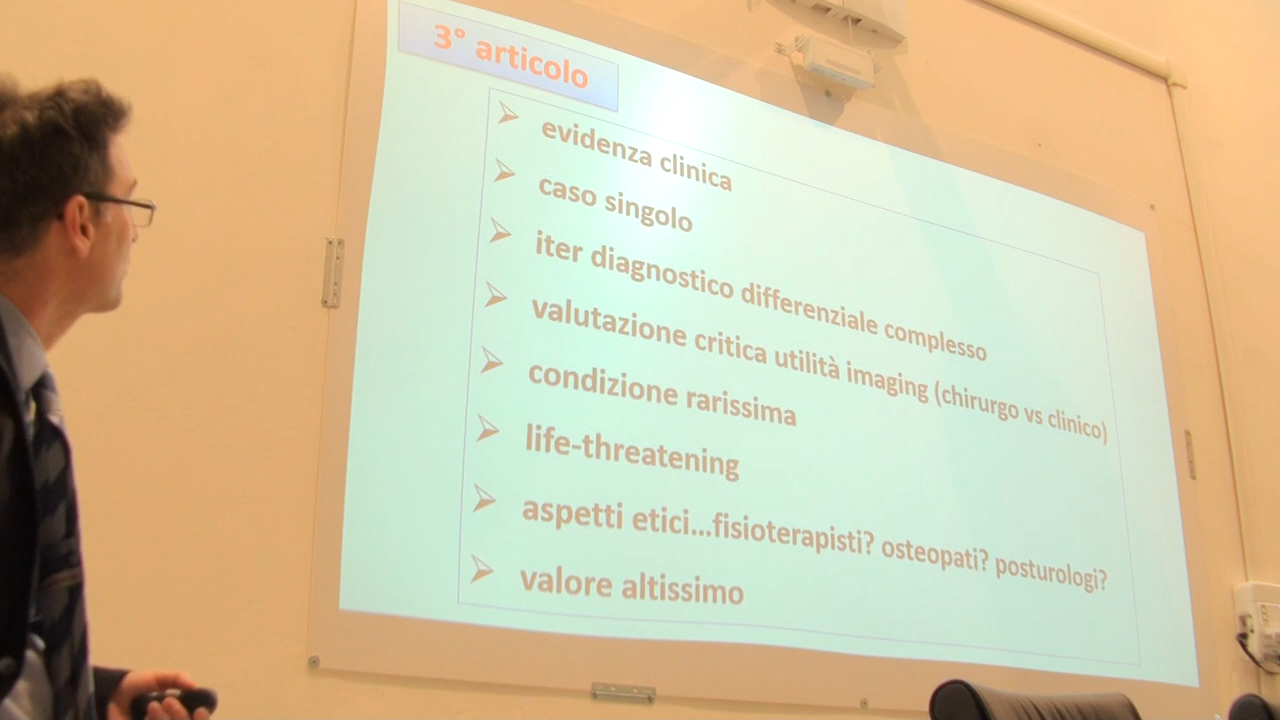 3° articolo
evidenza clinica
caso singolo
iter diagnostico differenziale complesso
valutazione critica utilità imaging (chirurgo vs clinico)
condizione rarissima
life-threatening
aspetti etici...fisioterapisti? osteopati? posturologi?
valore altissimo